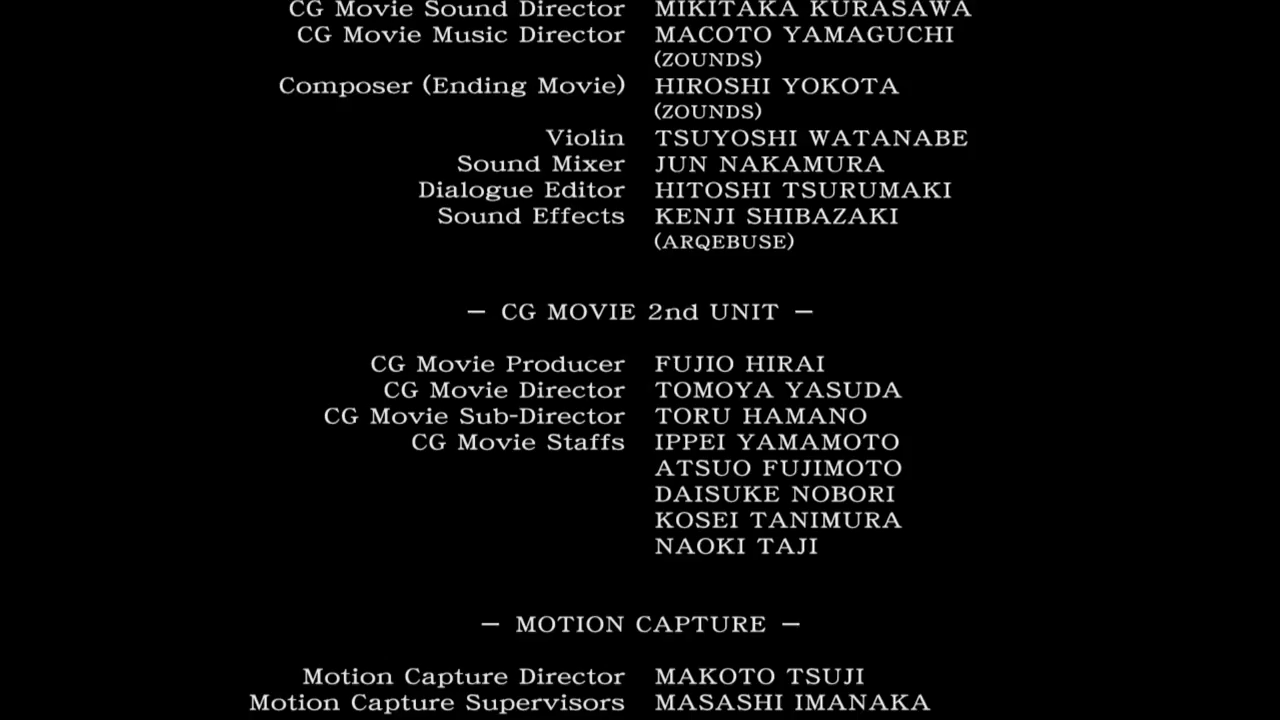 CG Movie Sound Director MIKITAKA KURASAWA
CG Movie Music Director MACOTO YAMAGUCHI
(ZOUNDS)
Composer (Ending Movie) HIROSHI YOKOTA
(ZOUNDS)
Violin TSUYOSHI WATANABE
Sound Mixer JUN NAKAMURA
Dialogue Editor HITOSHI TSURUMAKI
Sound Effects KENJI SHIBAZAKI
(ARQEBUSE)
— CG MOVIE 2nd UNIT —
CG Movie Producer FUJIO HIRAI
CG Movie Director TOMOYA YASUDA
CG Movie Sub-Director TORU HAMANO
CG Movie Staffs IPPEI YAMAMOTO
ATSUO FUJIMOTO
DAISUKE NOBORI
KOSEI TANIMURA
NAOKI TAJI
— MOTION CAPTURE —
Motion Capture Director MAKOTO TSUJI
Motion Capture Supervisors MASASHI IMANAKA